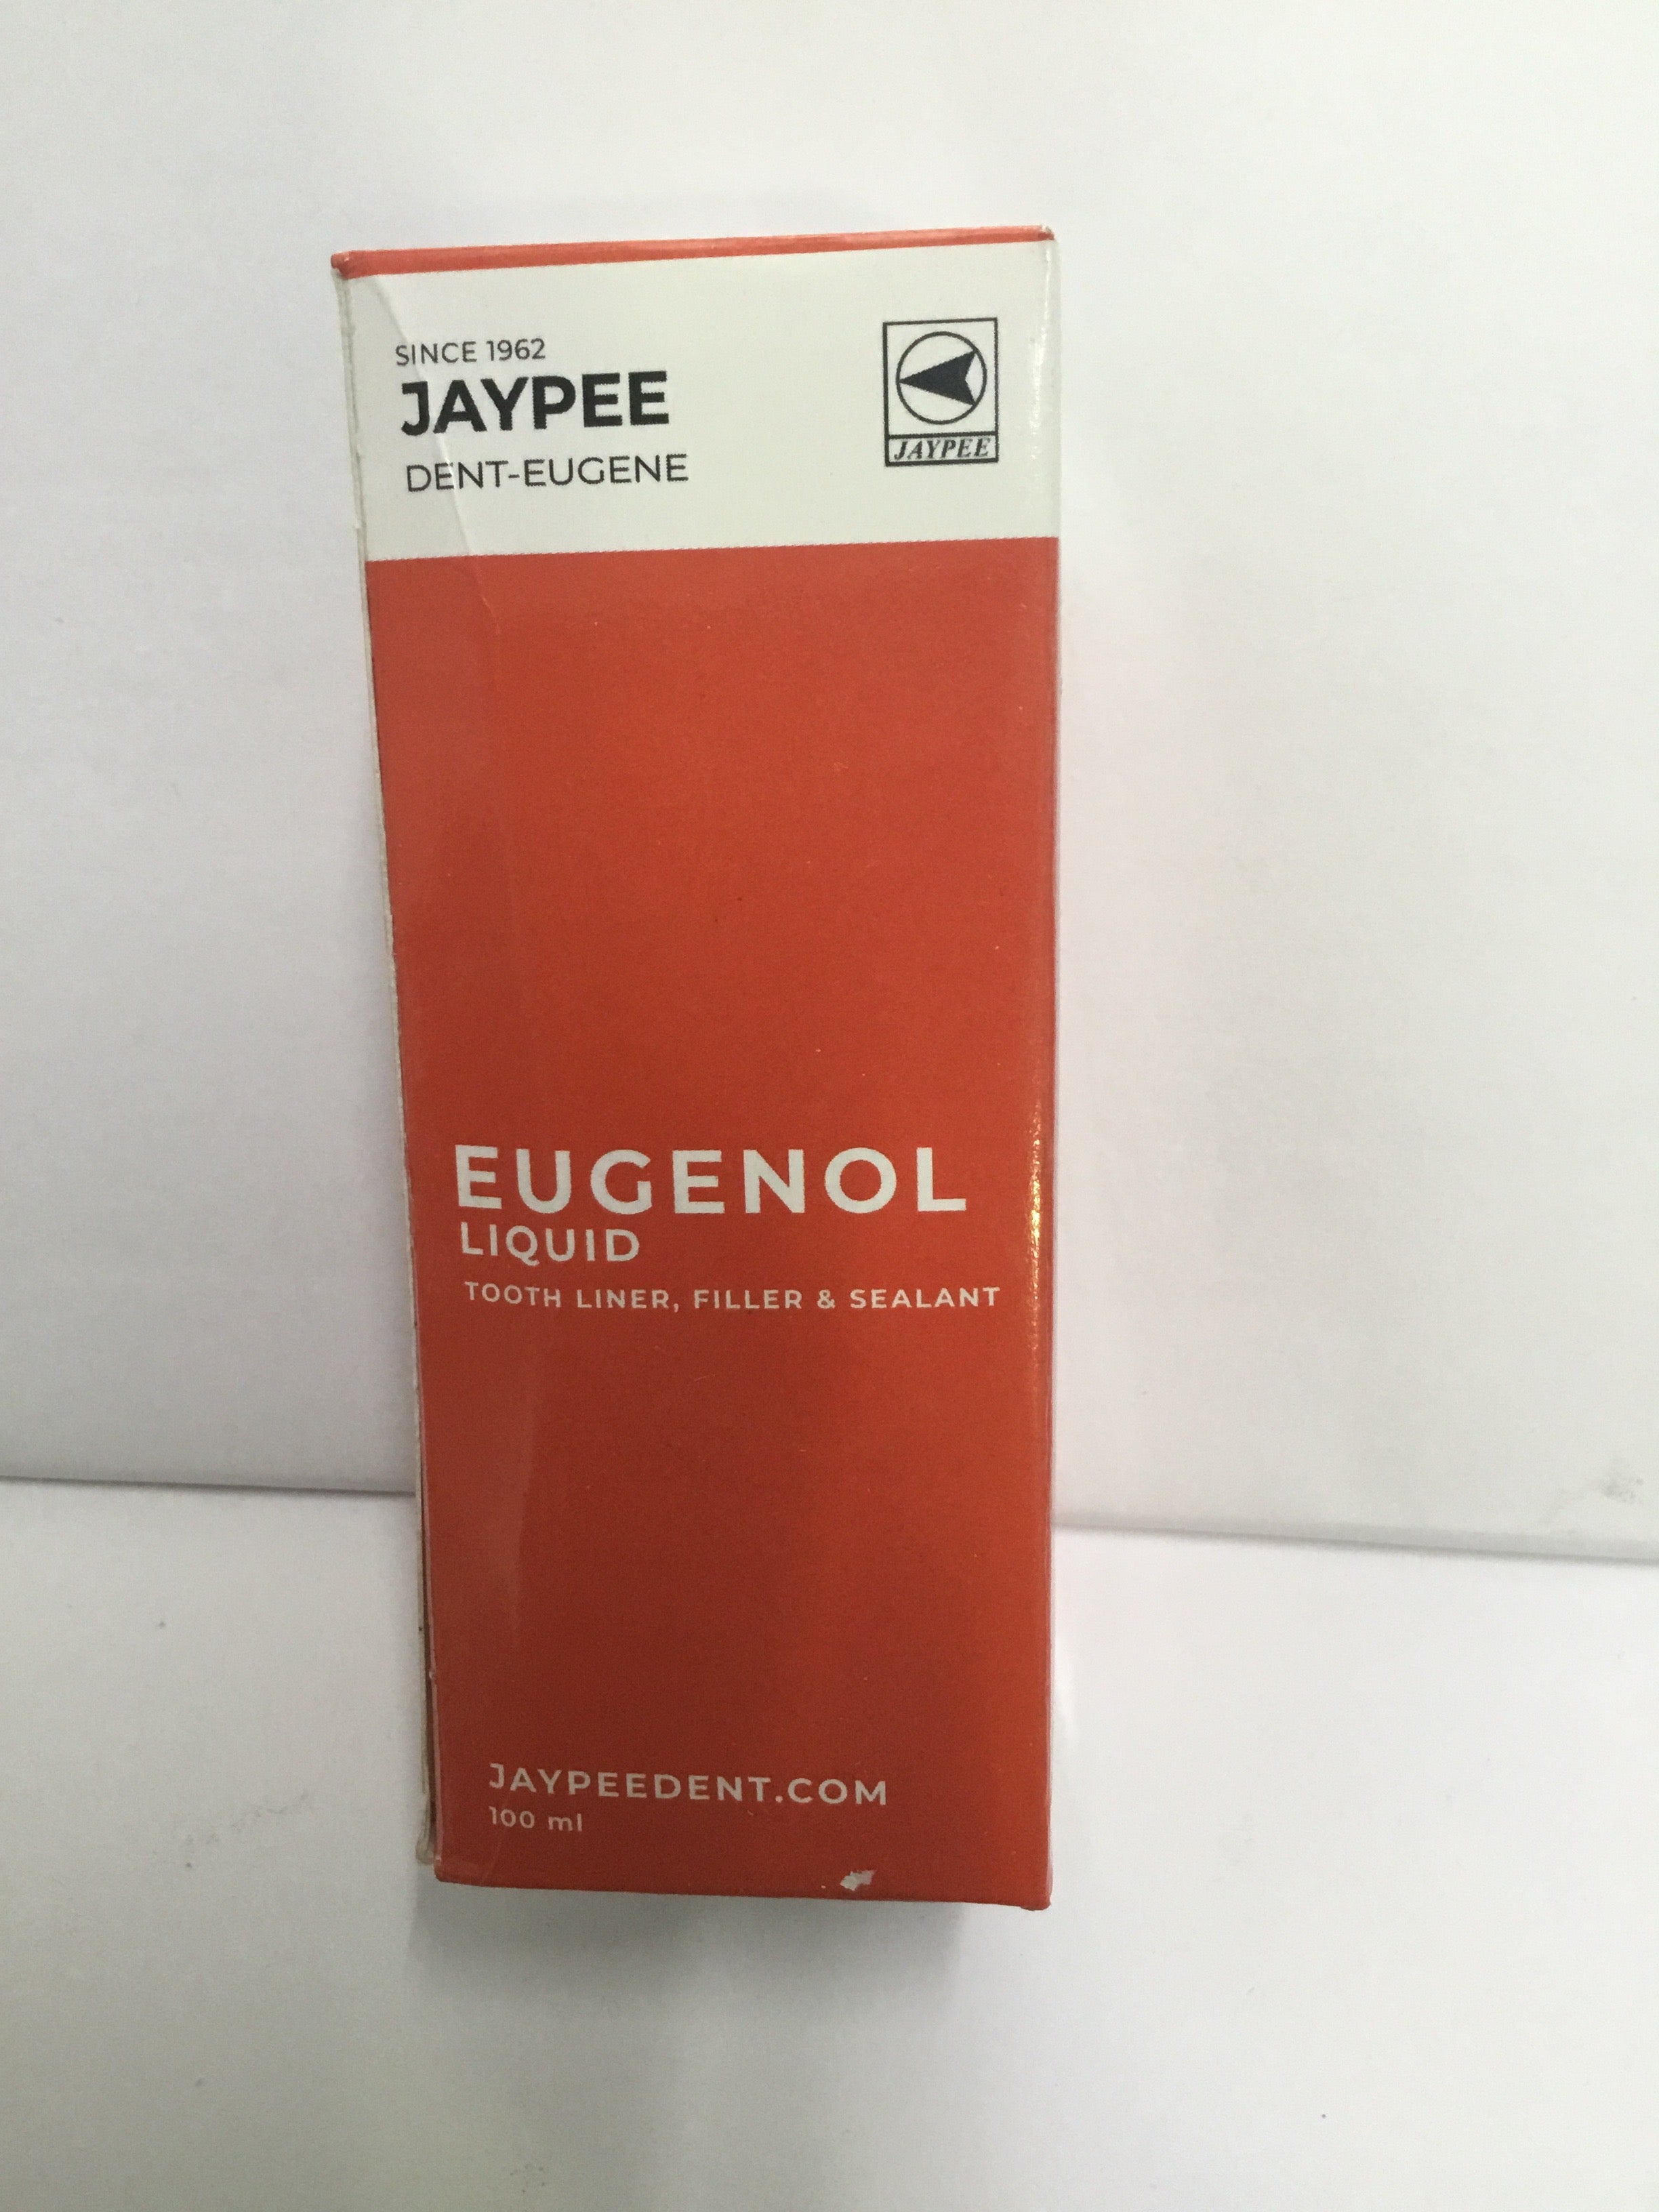 SINCE 1962
JAYPEE
DENT-EUGENE
JAYPEE
EUGENOL
LIQUID
TOOTH LINER, FILLER & SEALANT
JAYPEEDENT.COM
100 ml